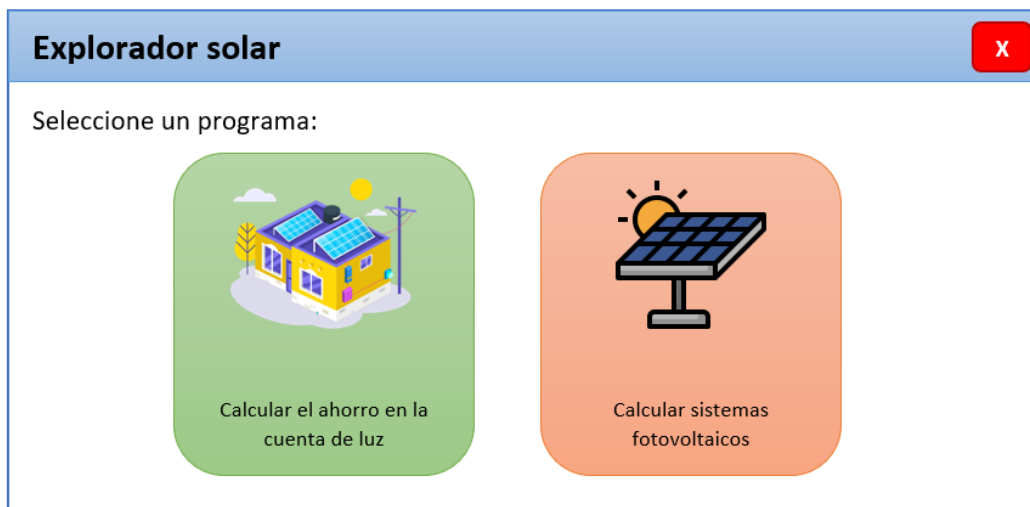 Explorador solar
X
Seleccione un programa:
Calcular el ahorro en la
cuenta de luz
Calcular sistemas
fotovoltaicos